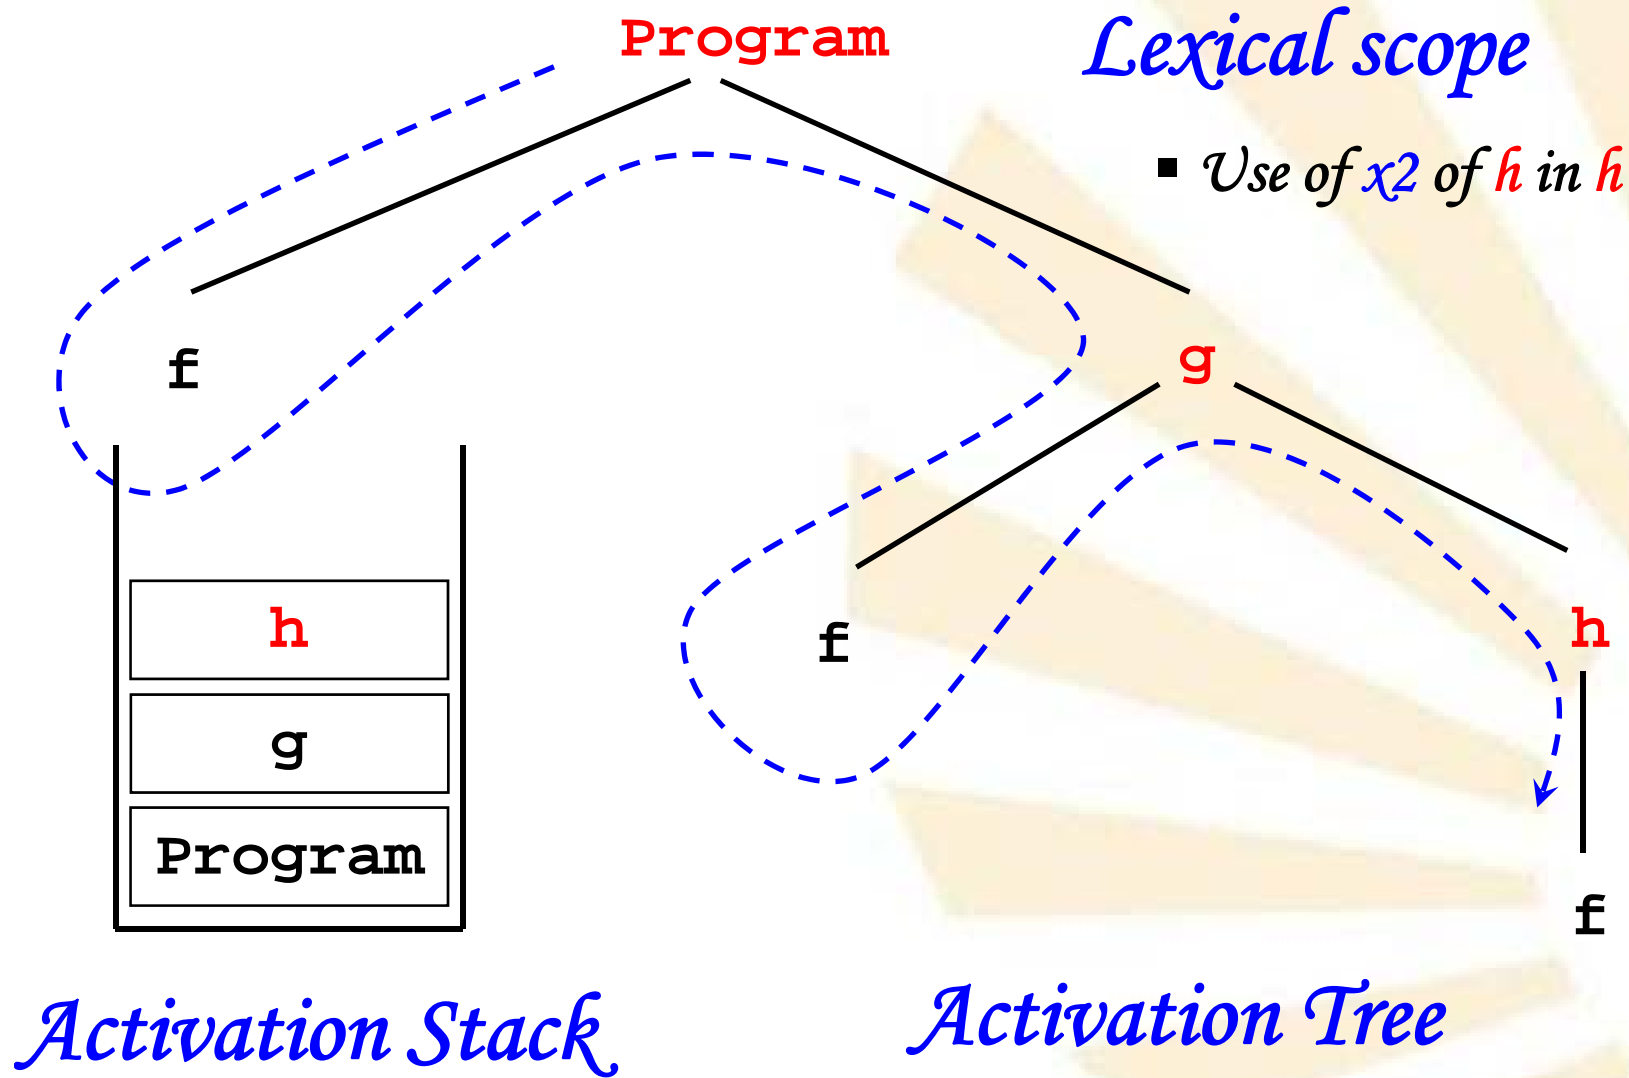 Program
Lexical scope
Use of x2 of h in h
f
g
f
h
f
h
g
Program
Activation Stack
Activation Tree